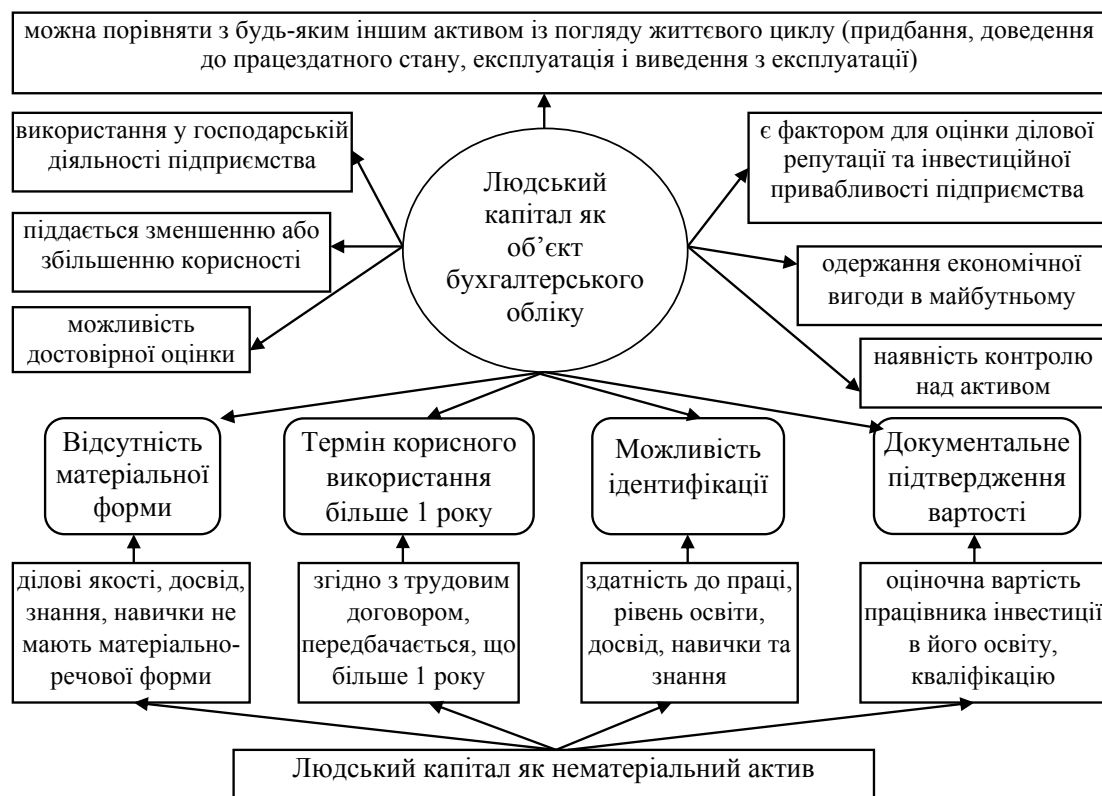 можна порівняти з будь-яким іншим активом із погляду життєвого циклу (придбання, доведення
до працездатного стану, експлуатація і виведення з експлуатації)
використання у господарській
діяльності підприємства
піддається зменшенню або
збільшенню корисності
можливість
достовірної оцінки
Людський
капітал як
об’єкт
бухгалтерського
обліку
є фактором для оцінки ділової
репутації та інвестиційної
привабливості підприємства
одержання економічної
вигоди в майбутньому
наявність контролю
над активом
Відсутність
матеріальної
форми
Термін корисного
використання
більше 1 року
Можливість
ідентифікації
Документальне
підтвердження
вартості
ділові якості, досвід,
знання, навички не
мають матеріально-
речової форми
згідно з трудовим
договором,
передбачається, що
більше 1 року
здатність до праці,
рівень освіти,
досвід, навички та
знання
оціночна вартість
працівника інвестиції
в його освіту,
кваліфікацію
Людський капітал як нематеріальний актив